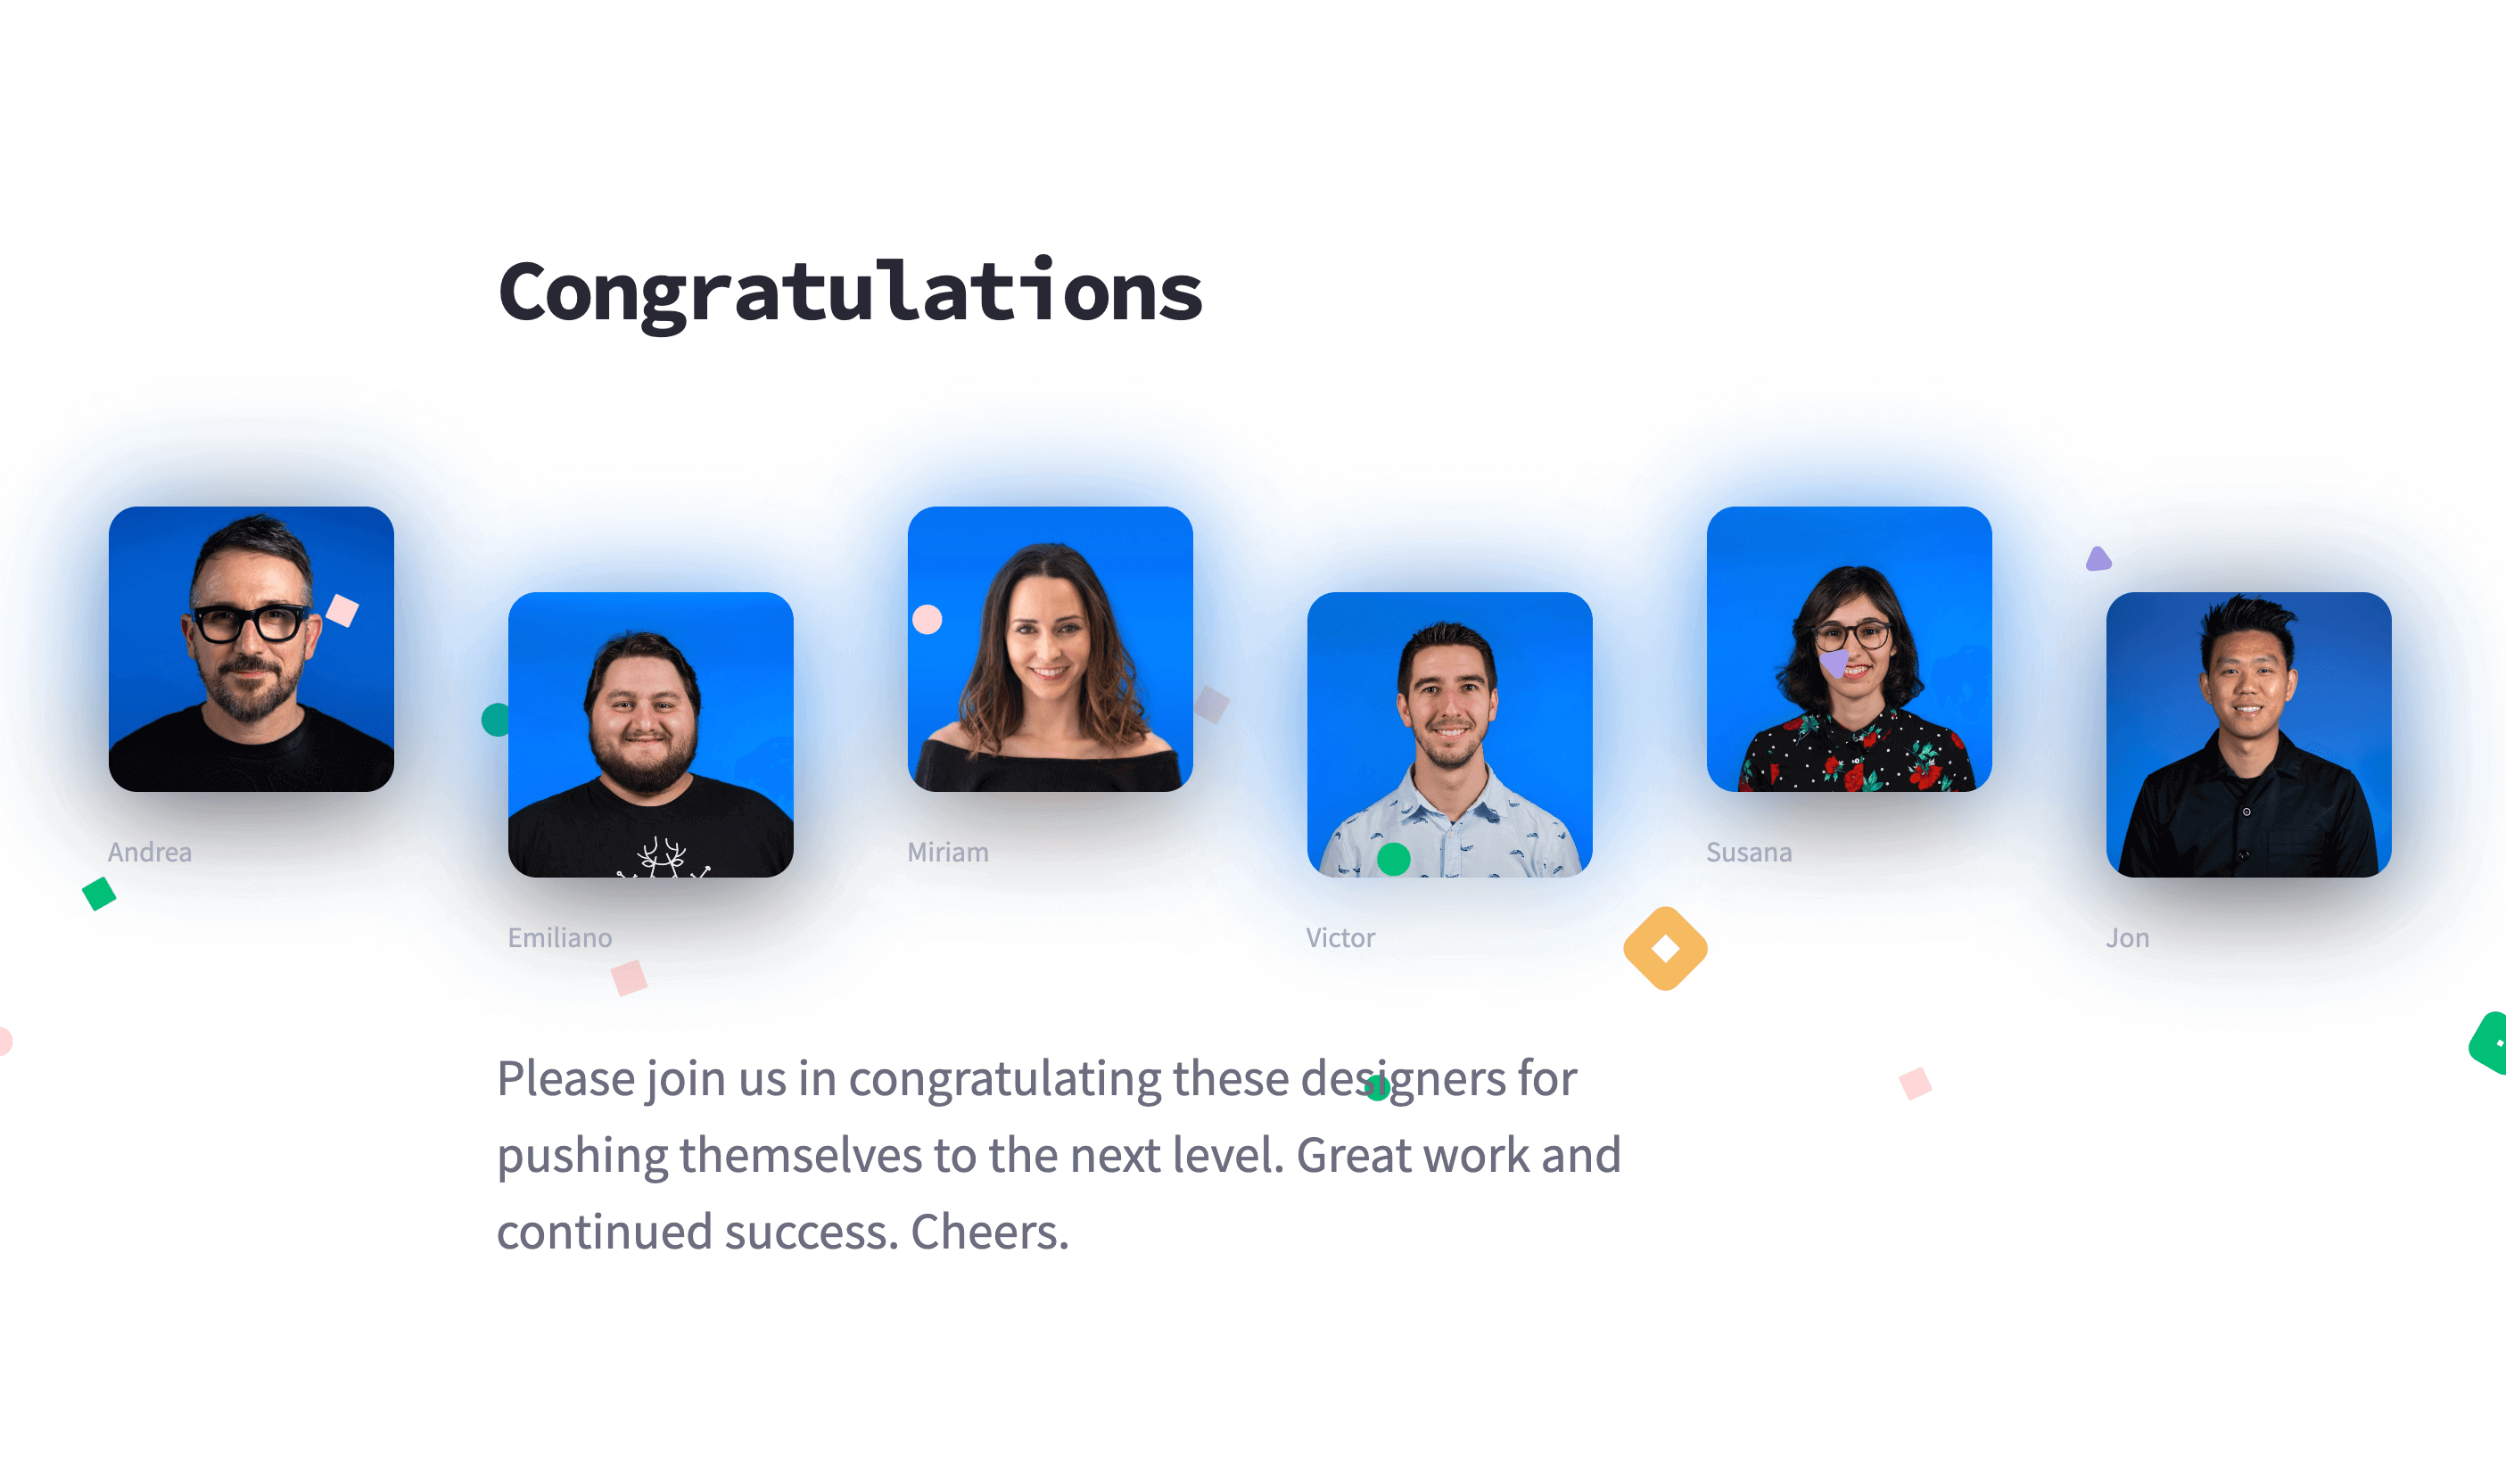 Congratulations
Andrea
Emiliano
Miriam
Victor
Susana
Jon
Please join us in congratulating these designers for
pushing themselves to the next level. Great work and
continued success. Cheers.